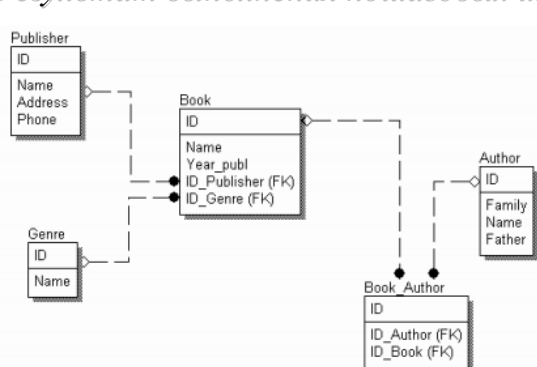 Publisher
ID
Name
Address
Phone
Book
ID
Name
Year_publ
ID_Publisher (FK)
ID_Genre (FK)
Author
ID
Family
Name
Father
Genre
ID
Name
Book_Author
ID
ID_Author (FK)
ID_Book (FK)